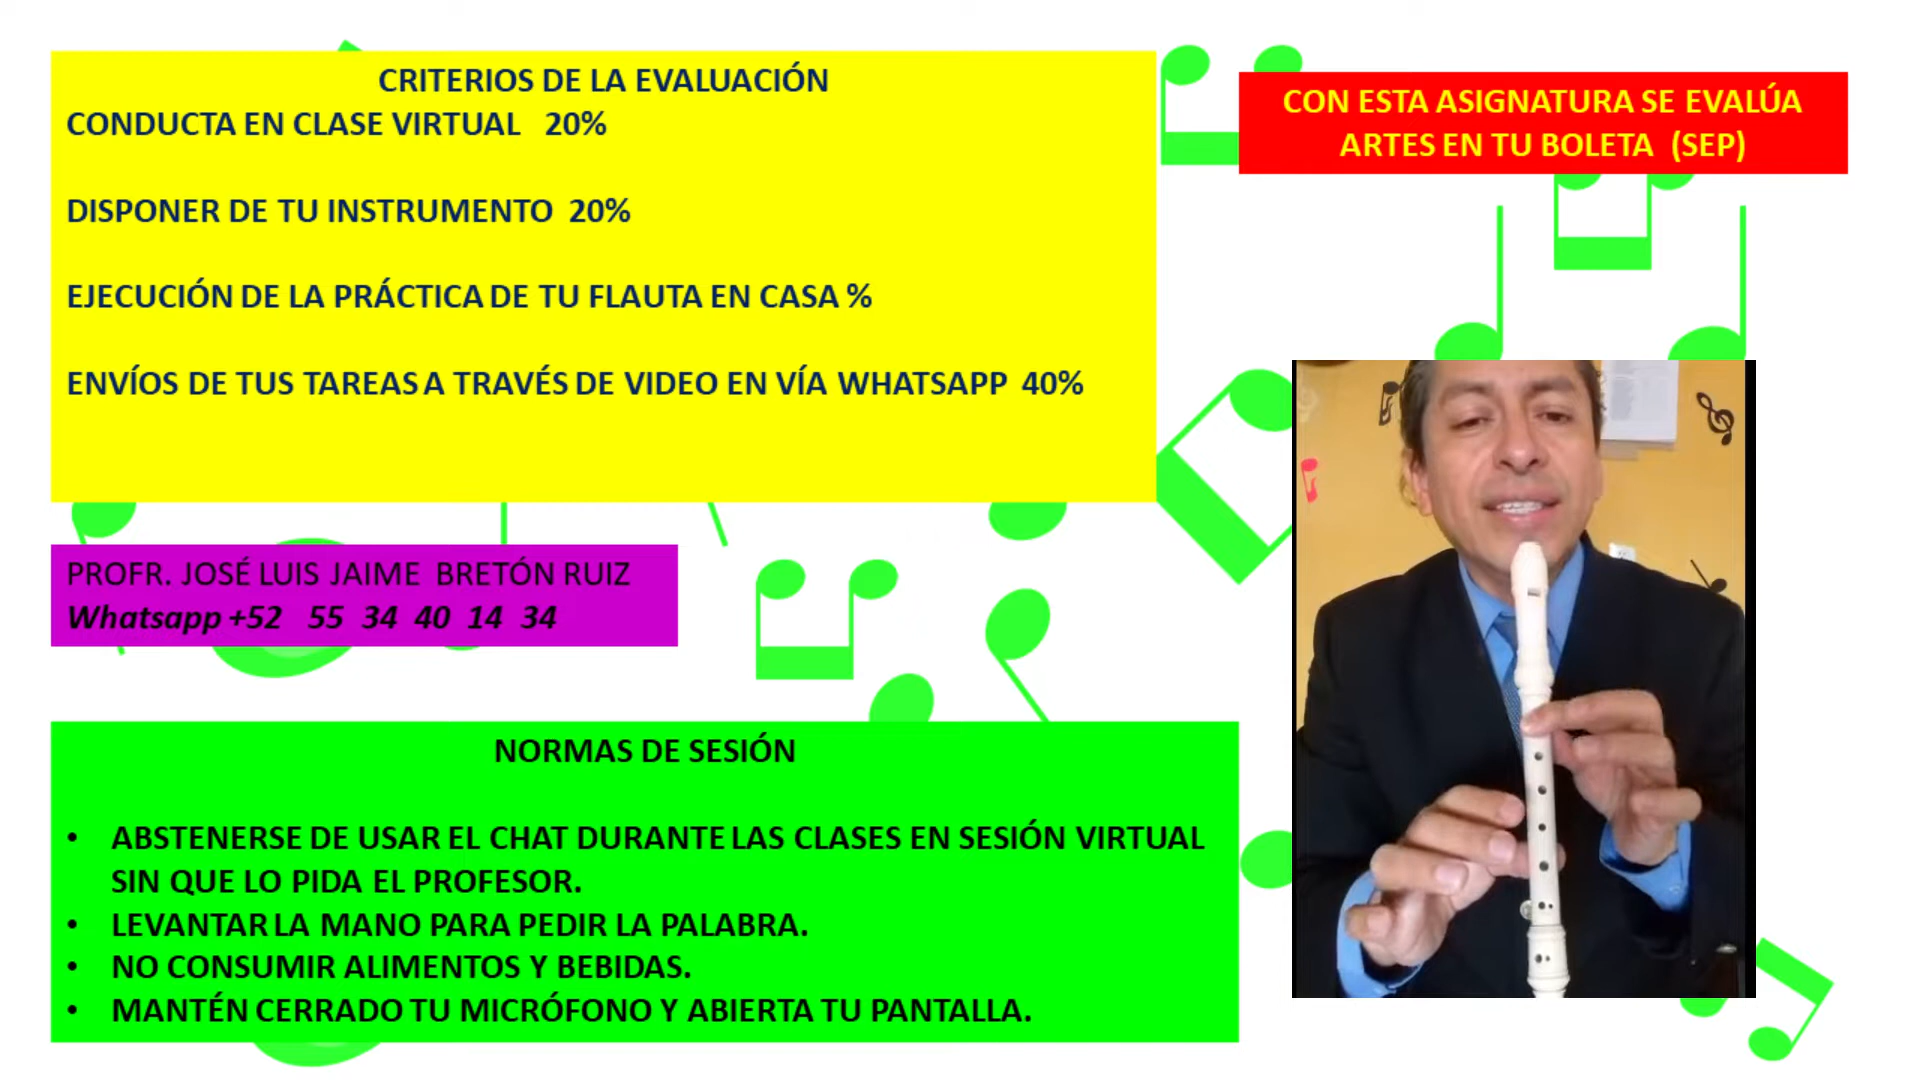 CRITERIOS DE LA EVALUACIÓN
CONDUCTA EN CLASE VIRTUAL 20%
DISPONER DE TU INSTRUMENTO 20%
EJECUCIÓN DE LA PRÁCTICA DE TU FLAUTA EN CASA %
ENVÍOS DE TUS TAREAS A TRAVÉS DE VIDEO EN VÍA WHATSAPP 40%
CON ESTA ASIGNATURA SE EVALÚA
ARTES EN TU BOLETA (SEP)
PROFR. JOSÉ LUIS JAIME BRETÓN RUIZ
Whatsapp +52 55 34 40 14 34
NORMAS DE SESIÓN
• ABSTENERSE DE USAR EL CHAT DURANTE LAS CLASES EN SESIÓN VIRTUAL
SIN QUE LO PIDA EL PROFESOR.
• LEVANTAR LA MANO PARA PEDIR LA PALABRA.
• NO CONSUMIR ALIMENTOS Y BEBIDAS.
• MANTÉN CERRADO TU MICRÓFONO Y ABIERTA TU PANTALLA.